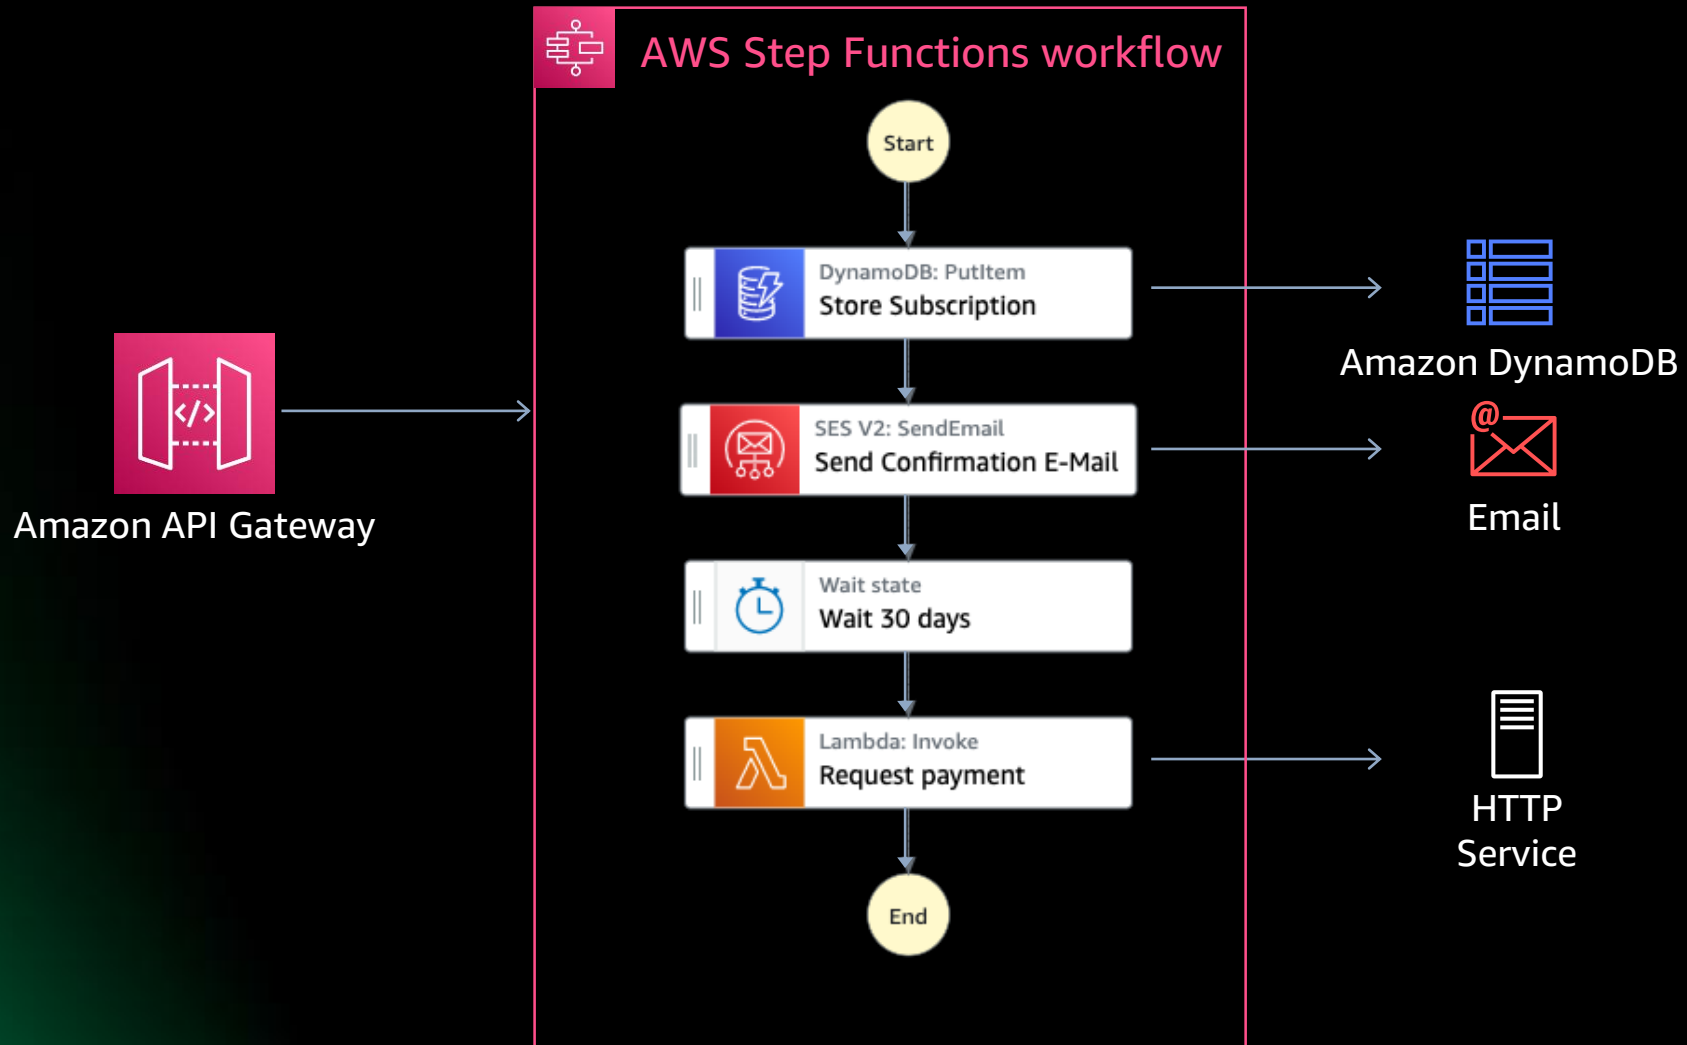 AWS Step Functions workflow
Start
DynamoDB: PutItem
Store Subscription
Amazon DynamoDB
SES V2: SendEmail
Send Confirmation E-Mail
@
Email
</>
Amazon API Gateway
Wait state
Wait 30 days
Lambda: Invoke
Request payment
HTTP
Service
End